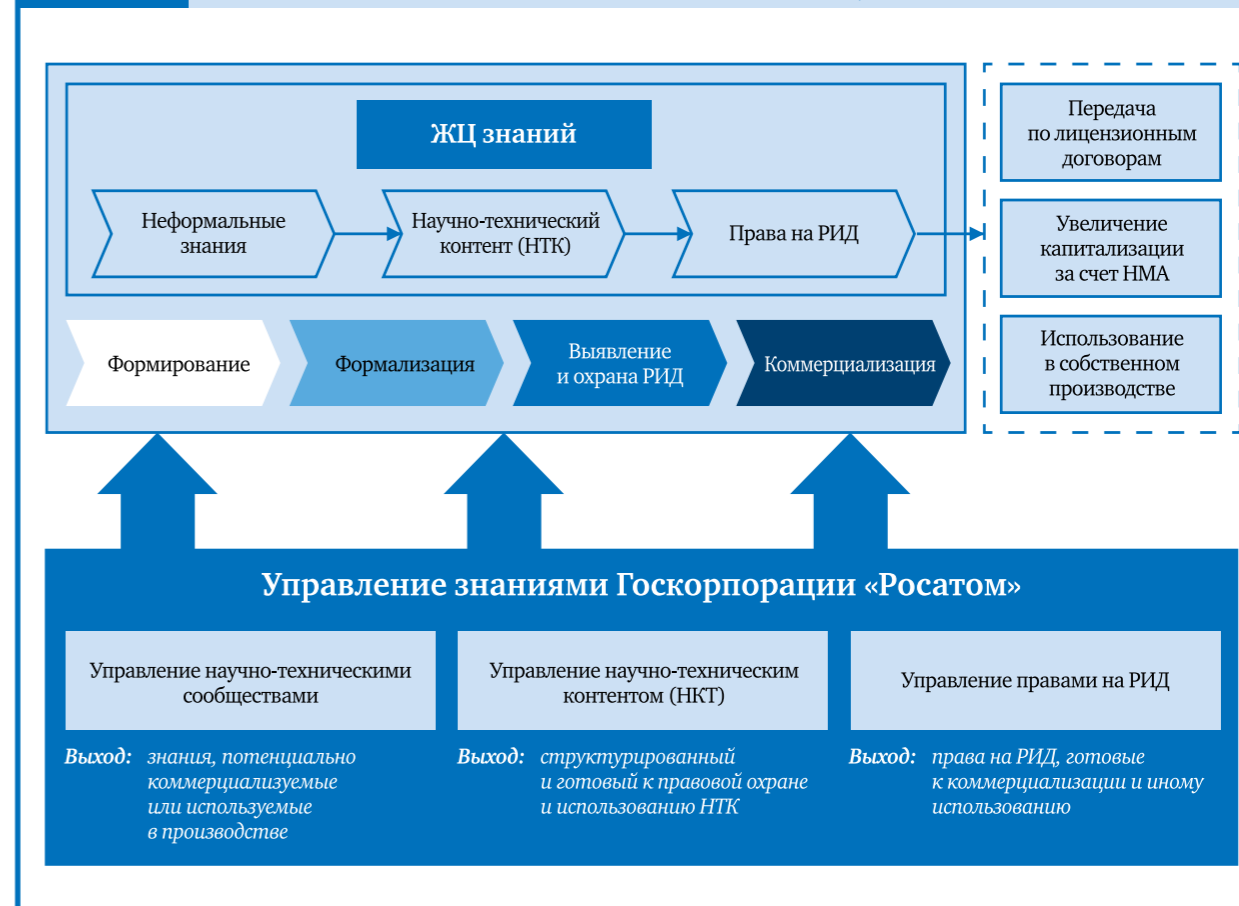 ЖЦ знаний
Неформальные
знания
Научно-технический
контент (НТК)
Права на РИД
Формирование
Формализация
Выявление
и охрана РИД
Коммерциализация
Передача
по лицензионным
договорам
Увеличение
капитализации
за счет НМА
Использование
в собственном
производстве
Управление знаниями Госкорпорации «Росатом»
Управление научно-техническими
сообществами
Выход: знания, потенциально
коммерциализуемые
или используемые
в производстве
Управление научно-техническим
контентом (НКТ)
Выход: структурированный
и готовый к правовой охране
и использованию НТК
Управление правами на РИД
Выход: права на РИД, готовые
к коммерциализации и иному
использованию